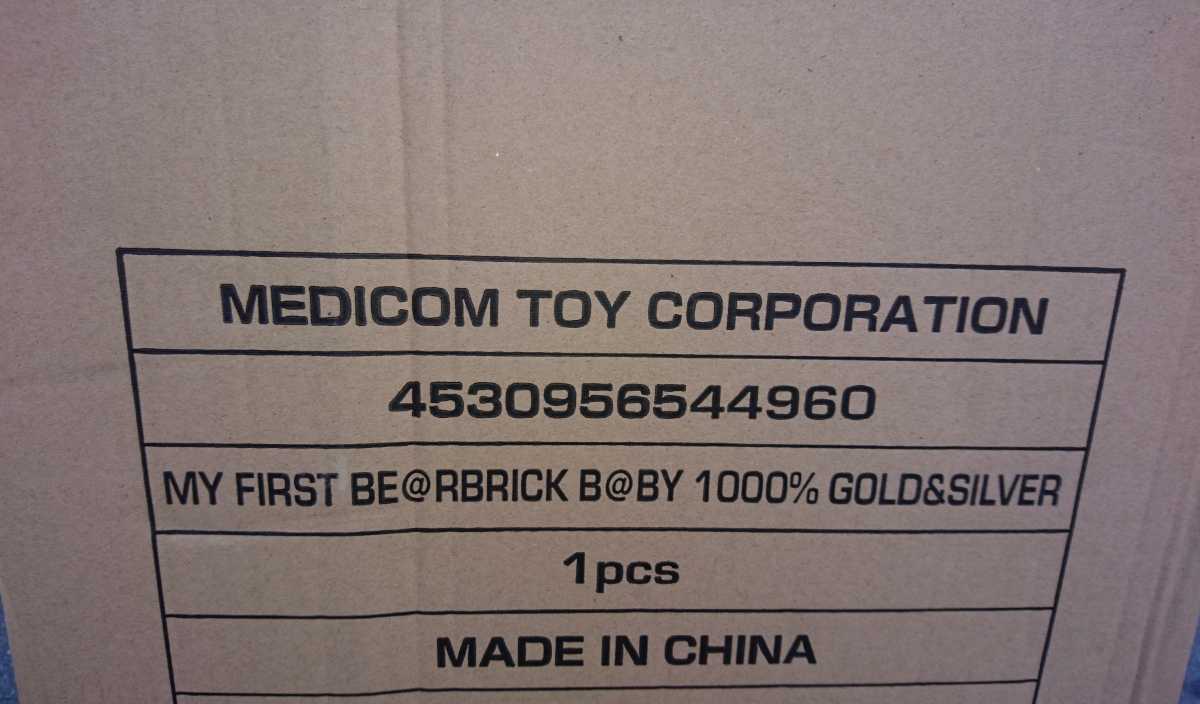 MEDICOM TOY CORPORATION
4530956544960
MY FIRST BE@RBRICK B@BY 1000% GOLD&SILVER
1pcs
MADE IN CHINA